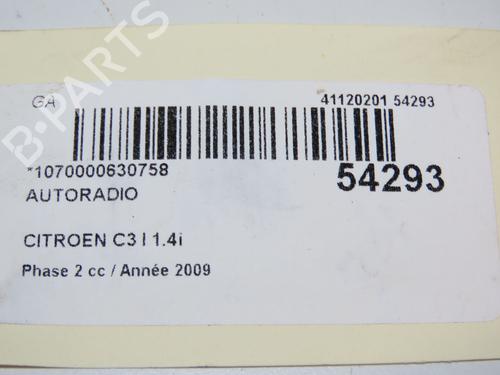 GA 41120201 54293
*1070000630758 54293
AUTORADIO
CITROEN C3 I 1.4i
Phase 2 cc / Année 2009
B-PARTS